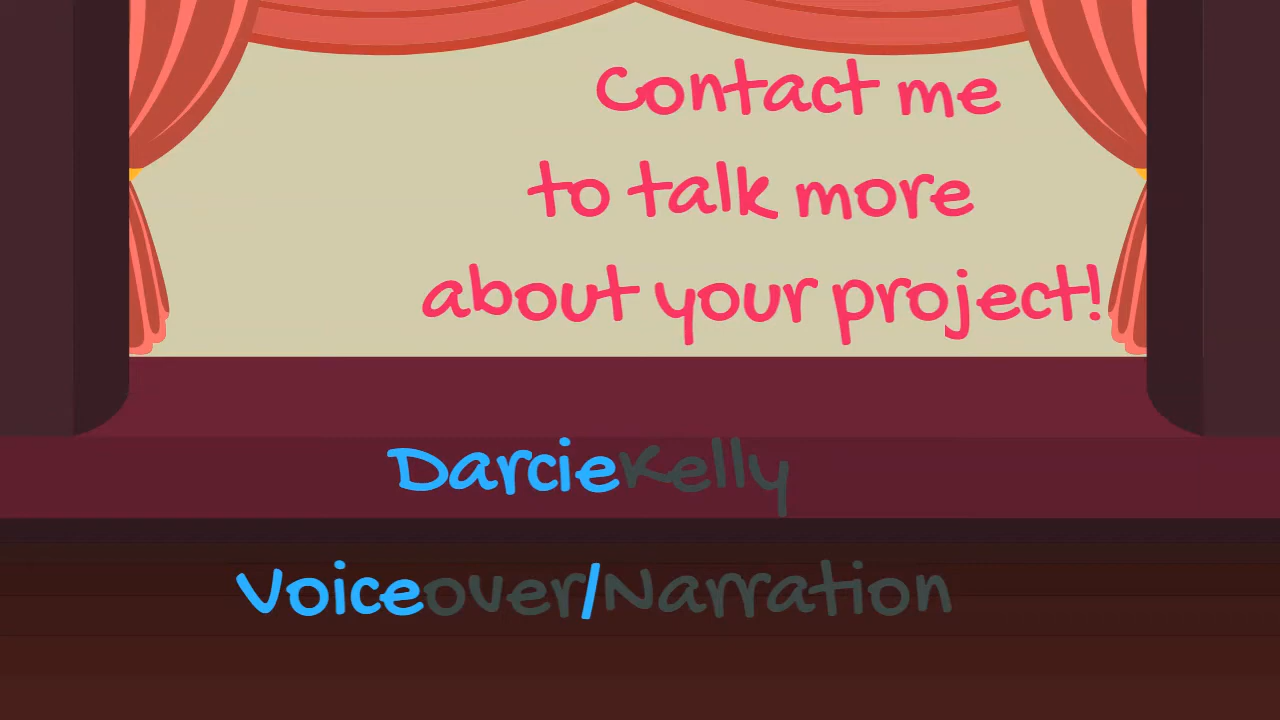 Contact me
to talk more
about your project!
DarcieKelly
Voiceover/Narration